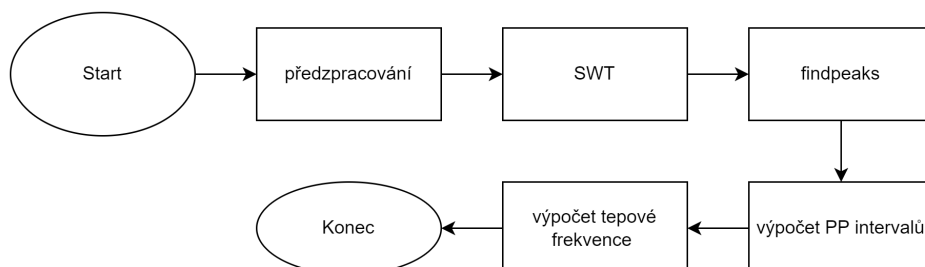 Start
předzpracování
SWT
findpeaks
výpočet PP intervalů
výpočet tepové
frekvence
Konec